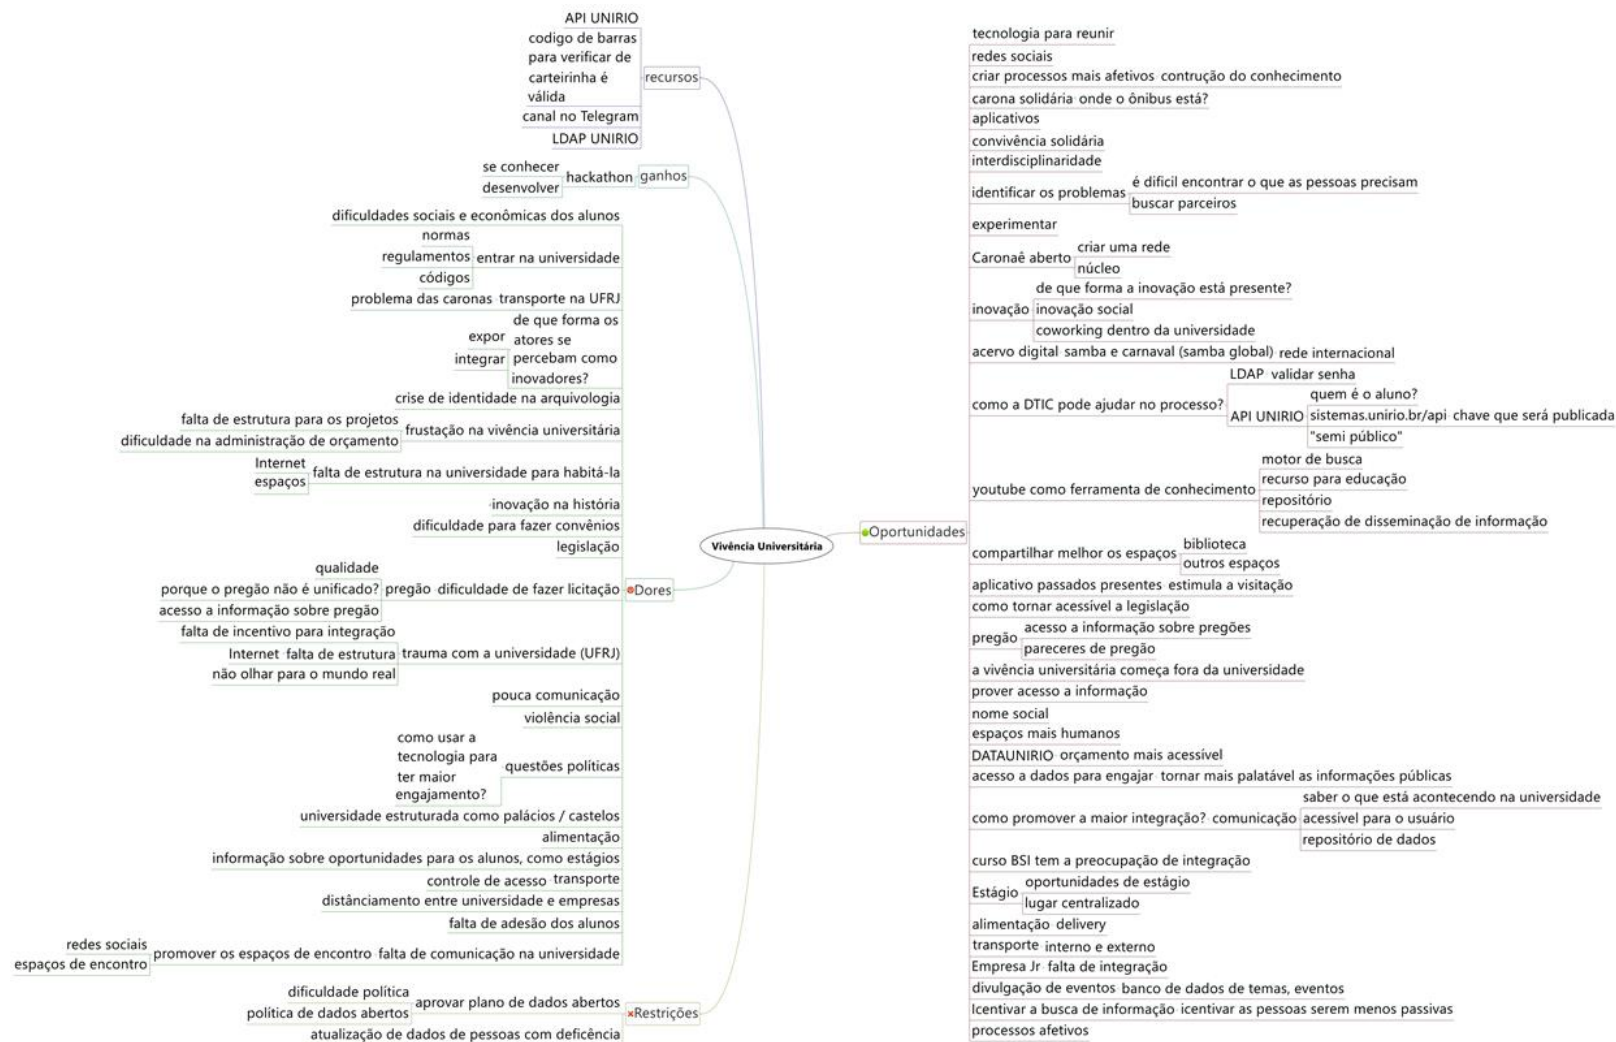 API UNIRIO
codigo de barras
para verificar de
carteirinha é
válida
canal no Telegram
LDAP UNIRIO
recursos
se conhecer
desenvolver
hackathon
ganhos
dificuldades sociais e econômicas dos alunos
normas
regulamentos
códigos
entrar na universidade
problema das caronas
transporte na UFRJ
expor
integrar
de que forma os
atores se
percebam como
inovadores?
crise de identidade na arquivologia
falta de estrutura para os projetos
dificuldade na administração de orçamento
frustação na vivência universitária
Internet
espaços
falta de estrutura na universidade para habitá-la
inovação na história
dificuldade para fazer convênios
legislação
qualidade
porque o pregão não é unificado?
acesso a informação sobre pregão
pregão
dificuldade de fazer licitação
Dores
falta de incentivo para integração
Internet
falta de estrutura
não olhar para o mundo real
trauma com a universidade (UFRJ)
pouca comunicação
violência social
como usar a
tecnologia para
ter maior
engajamento?
questões políticas
universidade estruturada como palácios / castelos
alimentação
informação sobre oportunidades para os alunos, como estágios
controle de acesso
transporte
distânciamento entre universidade e empresas
falta de adesão dos alunos
redes sociais
espaços de encontro
promover os espaços de encontro
falta de comunicação na universidade
dificuldade política
política de dados abertos
aprovar plano de dados abertos
atualização de dados de pessoas com deficência
Restrições
Vivência Universitária
Oportunidades
tecnologia para reunir
redes sociais
criar processos mais afetivos
contrução do conhecimento
carona solidária
onde o ônibus está?
aplicativos
convivência solidária
interdisciplinaridade
identificar os problemas
é dificil encontrar o que as pessoas precisam
buscar parceiros
experimentar
Caronaê aberto
criar uma rede
núcleo
inovação
de que forma a inovação está presente?
inovação social
coworking dentro da universidade
acervo digital
samba e carnaval (samba global)
rede internacional
como a DTIC pode ajudar no processo?
LDAP
validar senha
API UNIRIO
quem é o aluno?
sistemas.unirio.br/api
chave que será publicada
"semi público"
youtube como ferramenta de conhecimento
motor de busca
recurso para educação
repositório
recuperação de disseminação de informação
compartilhar melhor os espaços
biblioteca
outros espaços
aplicativo passados presentes
estimula a visitação
como tornar acessível a legislação
pregão
acesso a informação sobre pregões
pareceres de pregão
a vivência universitária começa fora da universidade
prover acesso a informação
nome social
espaços mais humanos
DATAUNIRIO
orçamento mais acessível
acesso a dados para engajar
tornar mais palatável as informações públicas
como promover a maior integração?
comunicação
saber o que está acontecendo na universidade
acessível para o usuário
repositório de dados
curso BSI tem a preocupação de integração
Estágio
oportunidades de estágio
lugar centralizado
alimentação
delivery
transporte
interno e externo
Empresa Jr
falta de integração
divulgação de eventos
banco de dados de temas, eventos
Icentivar a busca de informação
icentivar as pessoas serem menos passivas
processos afetivos